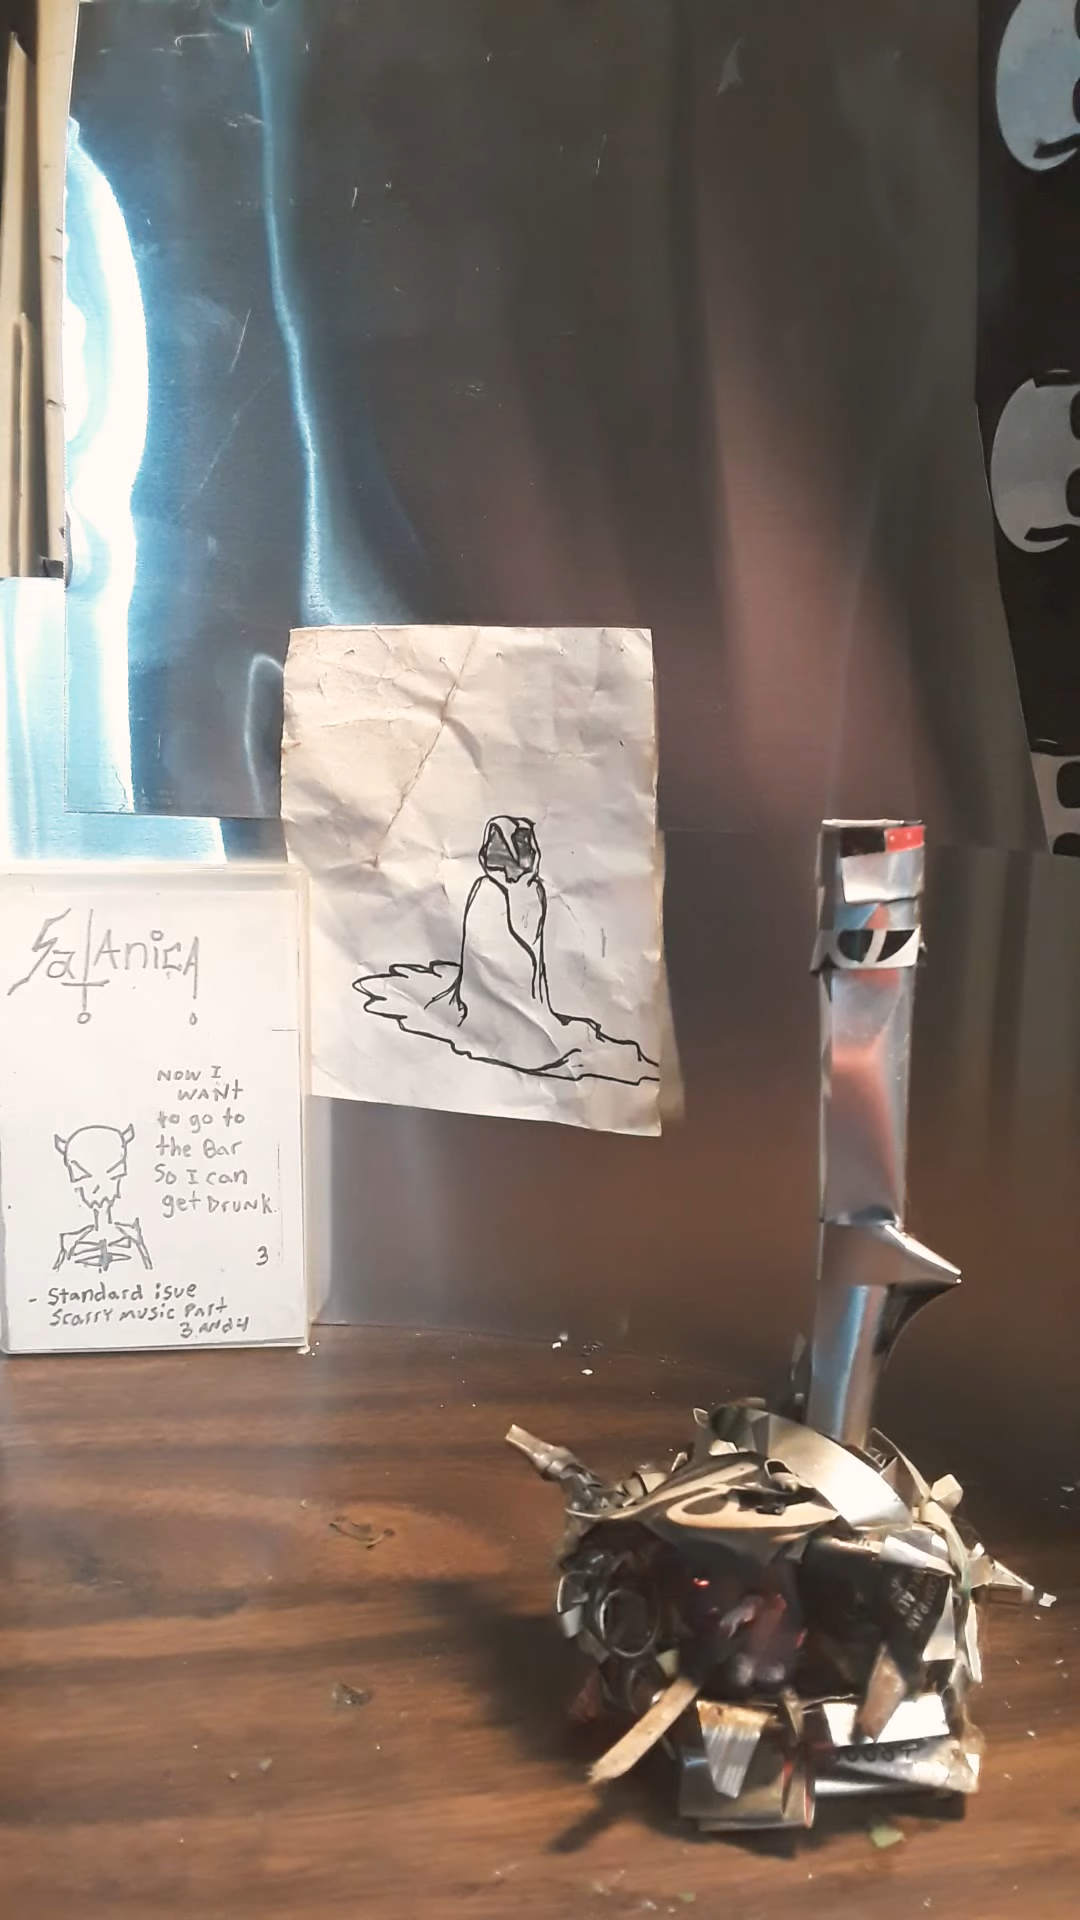 SatAnicA
NOW I
WANt
to go to
the Bar
So I can
get DrUNK.
3
- Standard isue
Scarry music Part
3 and 4